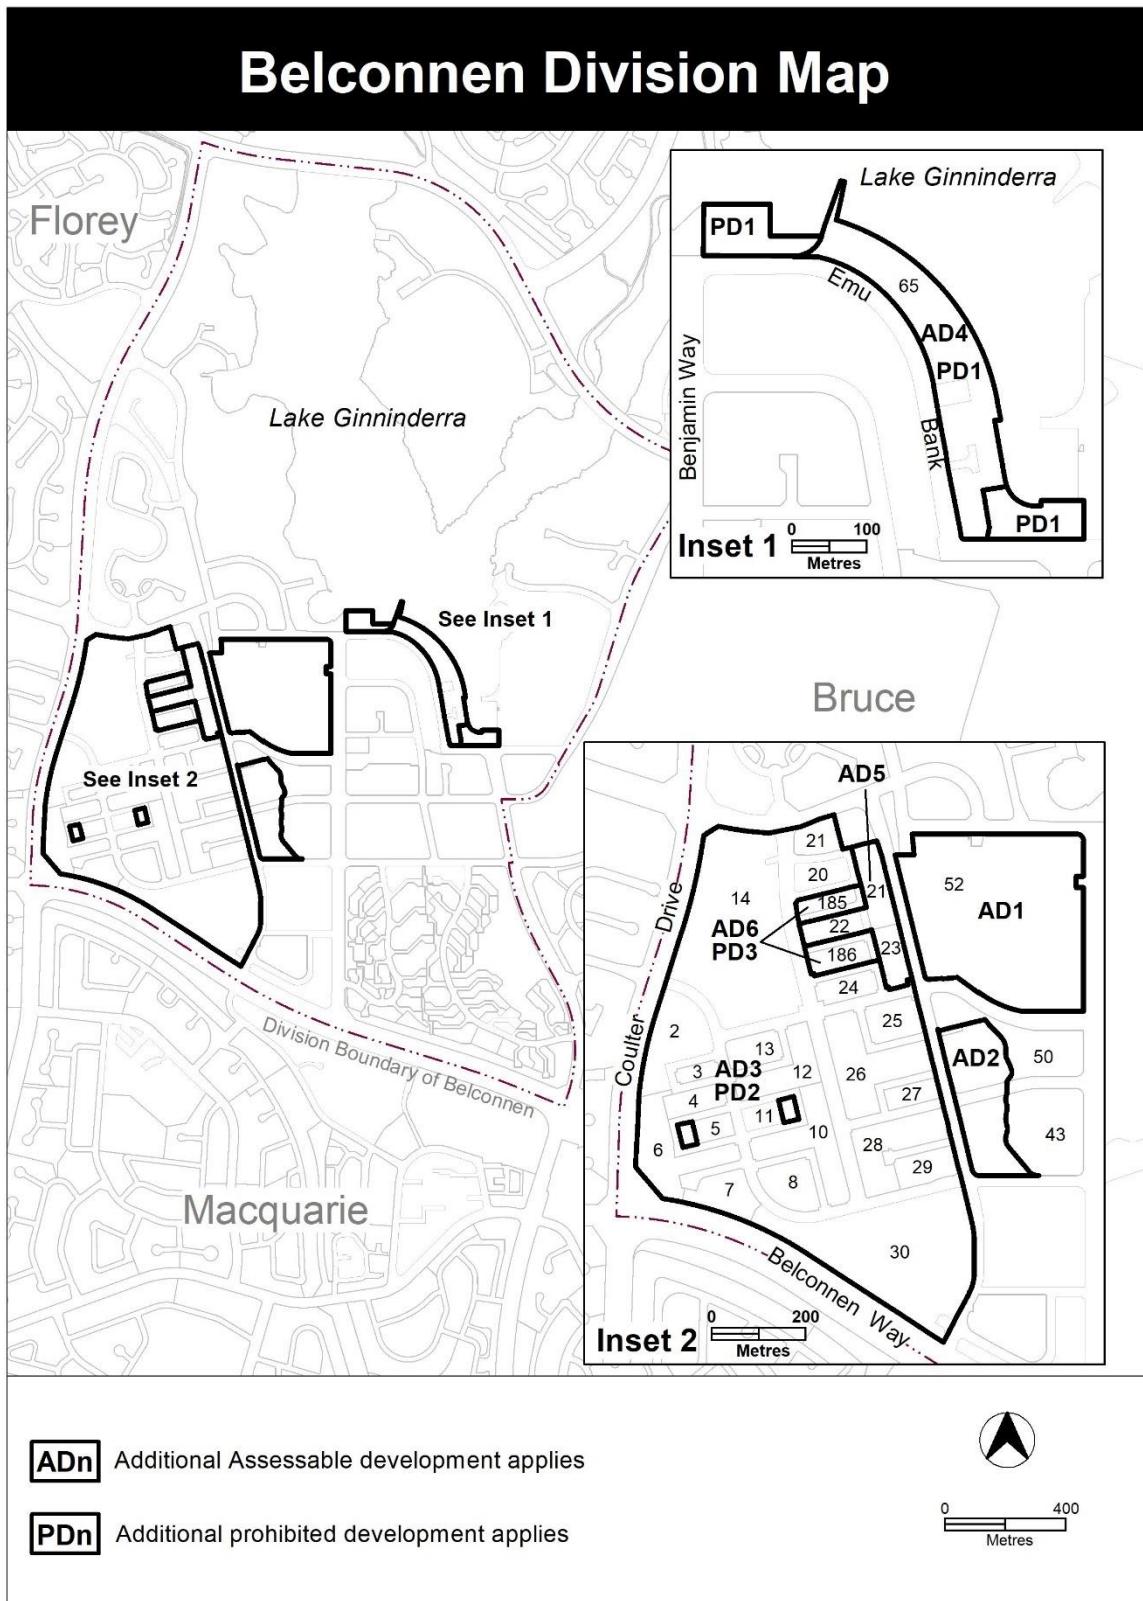 Belconnen Division Map
Florey
Lake Ginninderra
See Inset 1
See Inset 2
Bruce
Division Boundary of Belconnen
Macquarie
Lake Ginninderra
PD1
65
Emu
AD4
PD1
Benjamin Way
Bank
PD1
Inset 1
0 100
Metres
AD5
21
20
14
185
21
52
AD1
Drive
AD6
PD3
22
186
23
24
25
2
13
3
AD3
PD2
12
26
AD2
50
Coulter
4
27
11
5
10
43
6
28
29
7
8
30
Belconnen Way
Inset 2
0 200
Metres
ADn Additional Assessable development applies
PDn Additional prohibited development applies
0 400
Metres